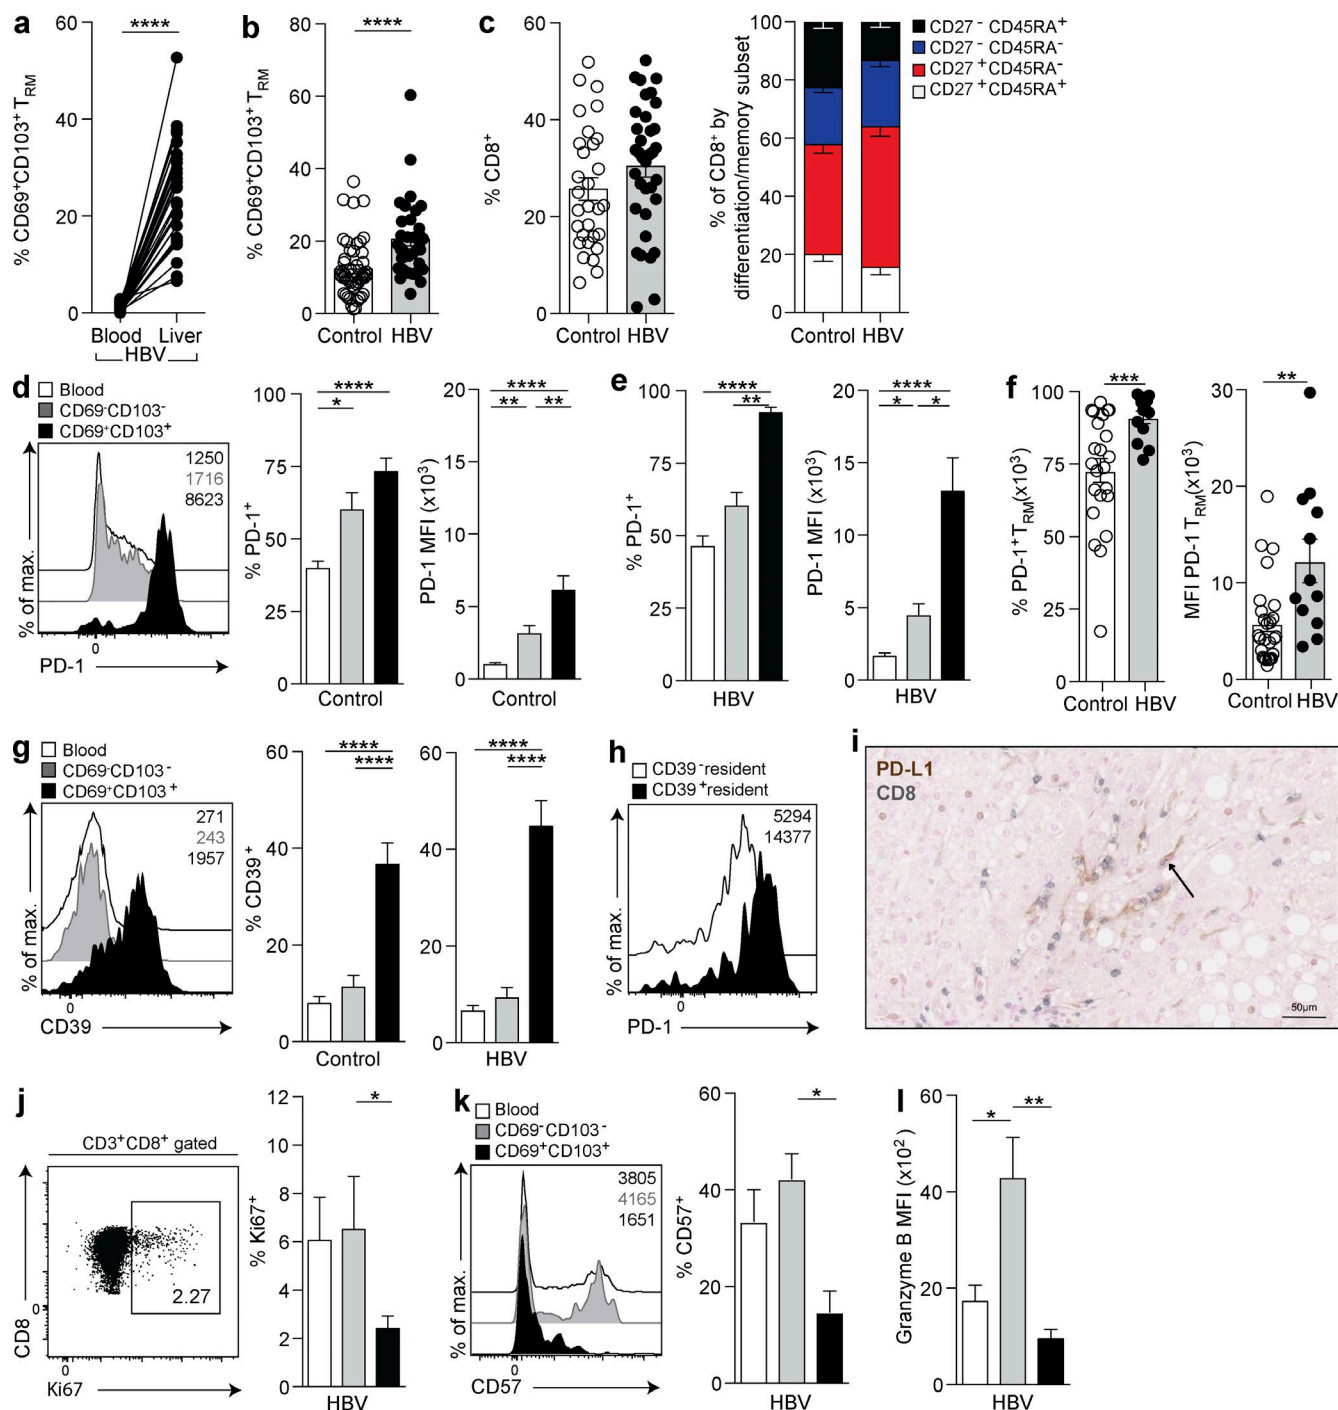 a
****
% CD69+CD103+ TRM
60
40
20
0
Blood Liver
HBV
b
****
% CD69+CD103+ TRM
80
60
40
20
0
Control HBV
c
% CD8+
60
40
20
0
Control HBV
% of CD8+ by
differentiation/memory subset
100
80
60
40
20
0
Control HBV
CD27- CD45RA+
CD27- CD45RA-
CD27+CD45RA-
CD27+CD45RA+
d
Blood
CD69-CD103-
CD69+CD103+
1250
1716
8623
% of max.
0
PD-1
% PD-1+
100
75
50
25
0
****
*
Control
PD-1 MFI (x10³)
20
15
10
5
0
****
** **
Control
e
% PD-1+
100
75
50
25
0
****
**
HBV
PD-1 MFI (x10³)
20
15
10
5
0
****
* *
HBV
f
% PD-1+TRM(x10³)
100
75
50
25
0
***
Control HBV
MFI PD-1 TRM(x10³)
30
20
10
0
**
Control HBV
g
Blood
CD69-CD103-
CD69+CD103+
271
243
1957
% of max.
0
CD39
% CD39+
60
40
20
0
****
****
Control
60
40
20
0
****
****
HBV
h
CD39-resident
CD39+resident
5294
14377
% of max.
0
PD-1
i
PD-L1
CD8
50µm
j
CD3+CD8+ gated
CD8
0
2.27
0
Ki67
% Ki67+
12
10
8
6
4
2
0
*
HBV
k
Blood
CD69-CD103-
CD69+CD103+
3805
4165
1651
% of max.
0
CD57
% CD57+
60
40
20
0
*
HBV
l
Granzyme B MFI (x10²)
60
40
20
0
* **
HBV